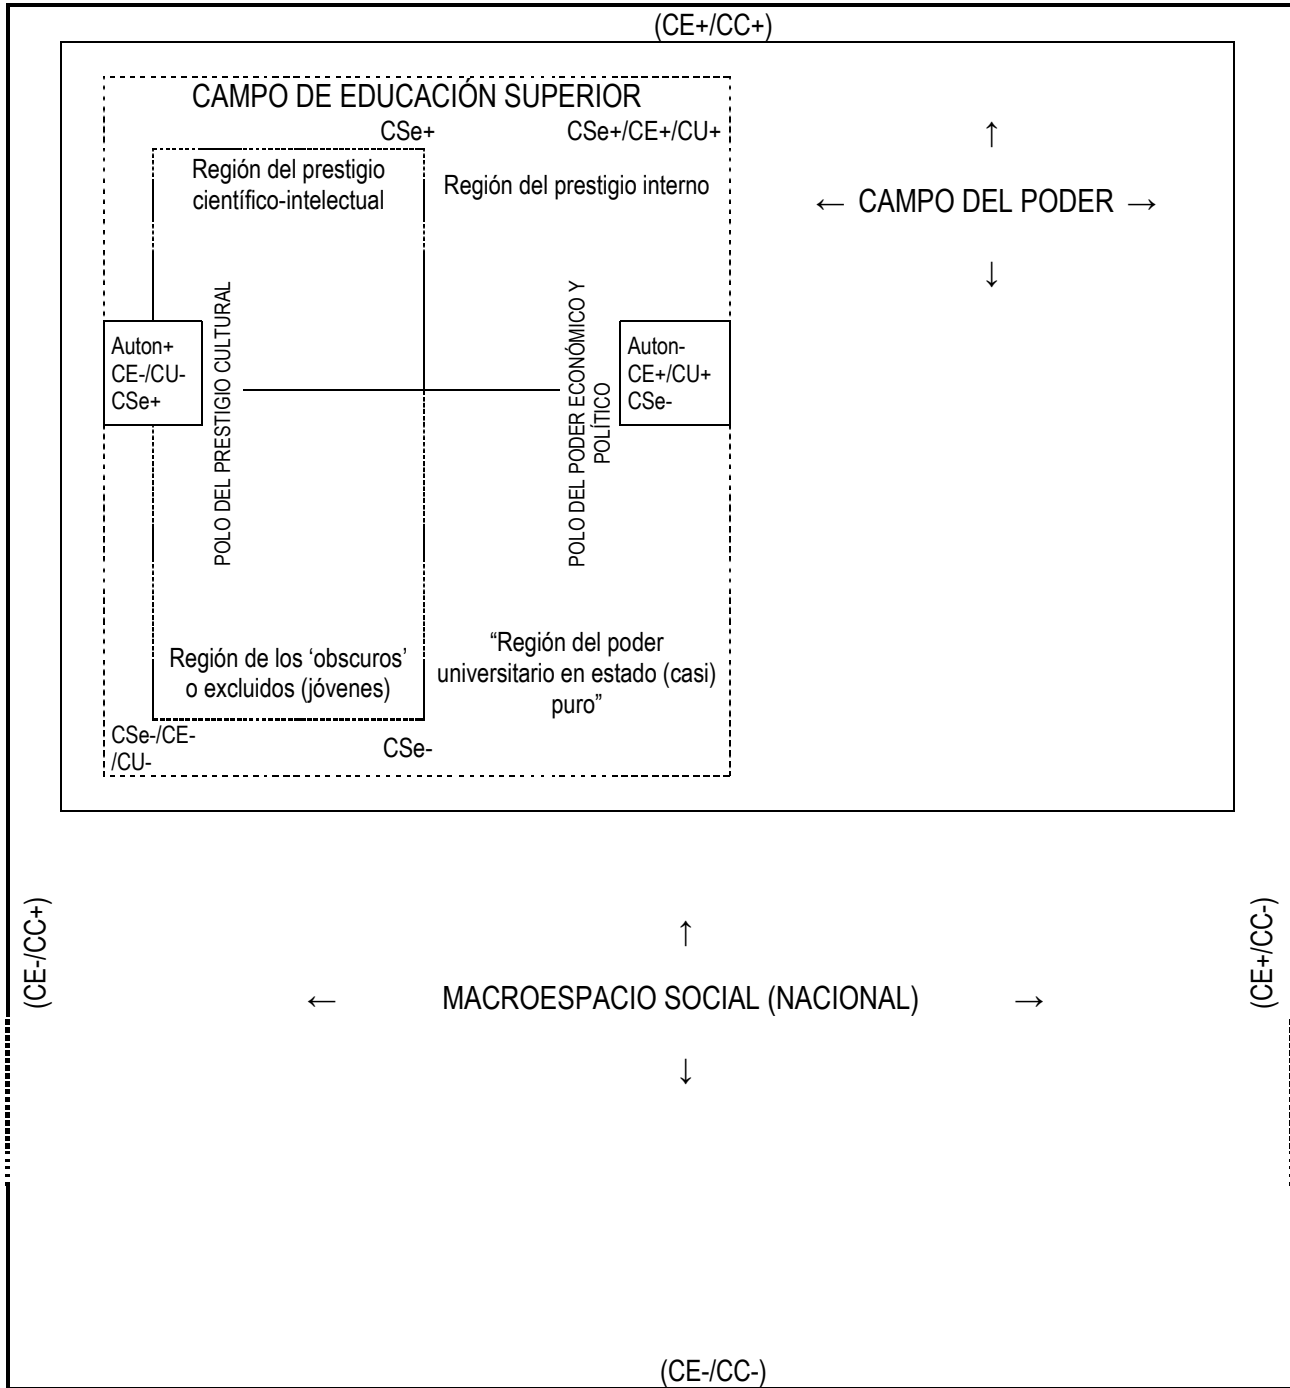 (CE+/CC+)
CAMPO DE EDUCACIÓN SUPERIOR
CSe+
CSe+/CE+/CU+
Región del prestigio
científico-intelectual
Región del prestigio interno
↑
← CAMPO DEL PODER →
↓
Auton+
CE-/CU-
CSe+
POLO DEL PRESTIGIO CULTURAL
POLO DEL PODER ECONÓMICO Y
POLÍTICO
Auton-
CE+/CU+
CSe-
Región de los ‘obscuros’
o excluidos (jóvenes)
“Región del poder
universitario en estado (casi)
puro”
CSe-/CE-
/CU-
CSe-
(CE-/CC+)
(CE+/CC-)
↑
← MACROESPACIO SOCIAL (NACIONAL) →
↓
(CE-/CC-)